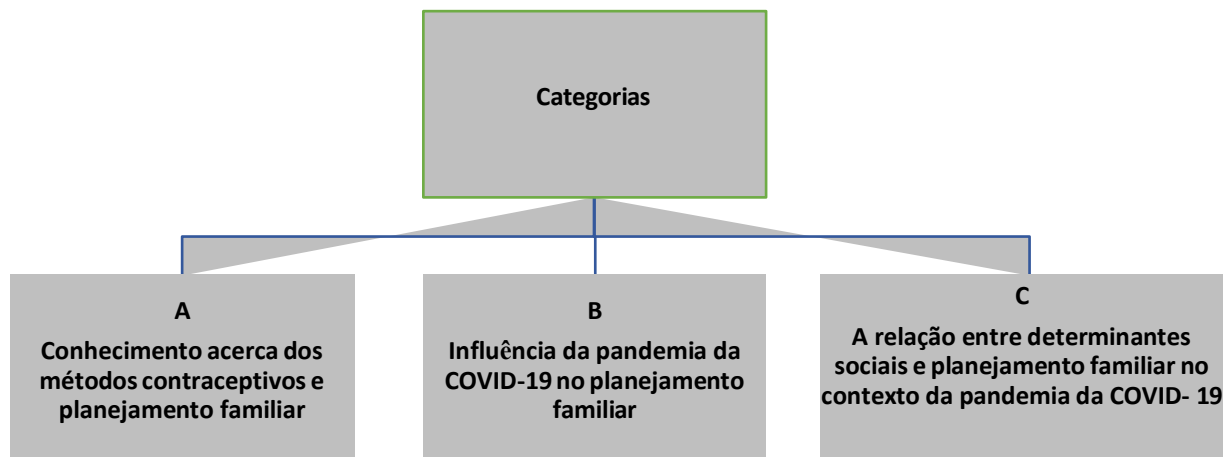 Categorias
A
Conhecimento acerca dos
métodos contraceptivos e
planejamento familiar
B
Influência da pandemia da
COVID-19 no planejamento
familiar
C
A relação entre determinantes
sociais e planejamento familiar no
contexto da pandemia da COVID- 19